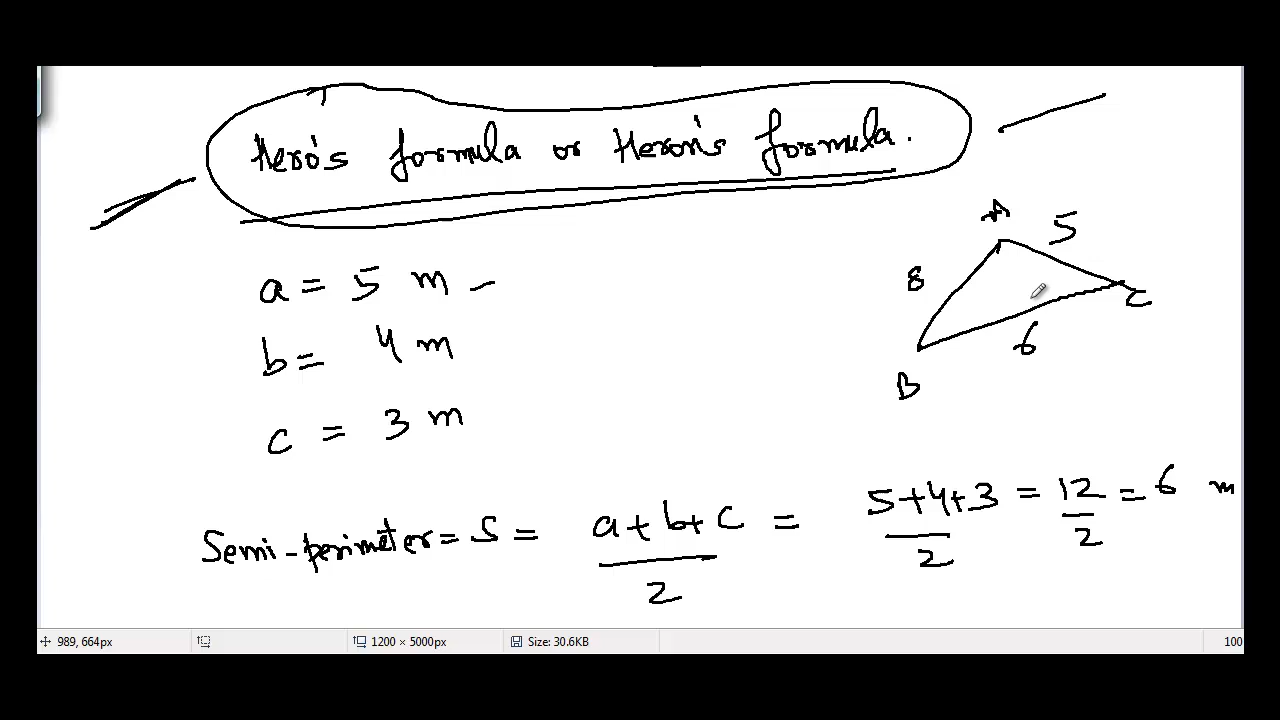 Hero's formula or Heron's formula.
A
5
8
C
6
B
a = 5 m
b = 4 m
c = 3 m
Semi-perimeter = S = a+b+c/2 = 5+4+3/2 = 12/2 = 6 m
989, 664px 1200 × 5000px Size: 30.6KB 100